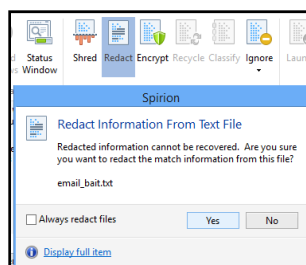 Status Shred Redact Encrypt Recycle Classify Ignore
Window
Spirion
Redact Information From Text File
Redacted information cannot be recovered. Are you sure
you want to redact the match information from this file?
email_bait.txt
Always redact files Yes No
Display full item